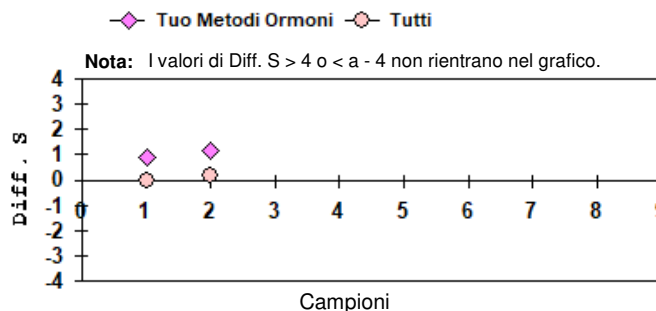 Tuo Metodi Ormoni Tutti
Nota: I valori di Diff. S > 4 o < a - 4 non rientrano nel grafico.
4
3
2
1
0
-1
-2
-3
-4
Diff. S
0 1 2 3 4 5 6 7 8 9
Campioni